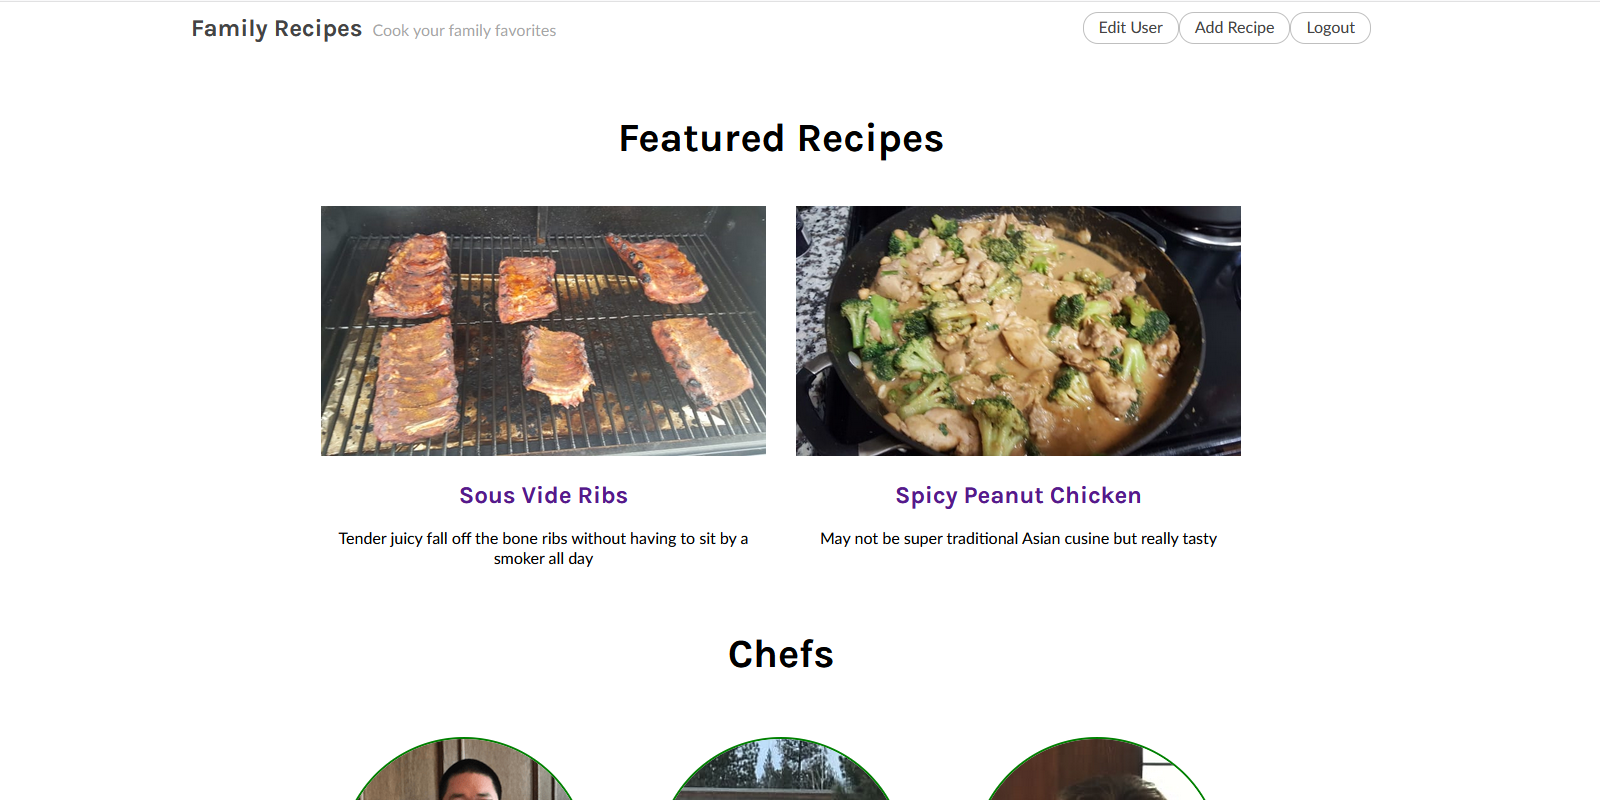 Family Recipes Cook your family favorites
Edit User Add Recipe Logout
Featured Recipes
Sous Vide Ribs
Tender juicy fall off the bone ribs without having to sit by a
smoker all day
Spicy Peanut Chicken
May not be super traditional Asian cusine but really tasty
Chefs